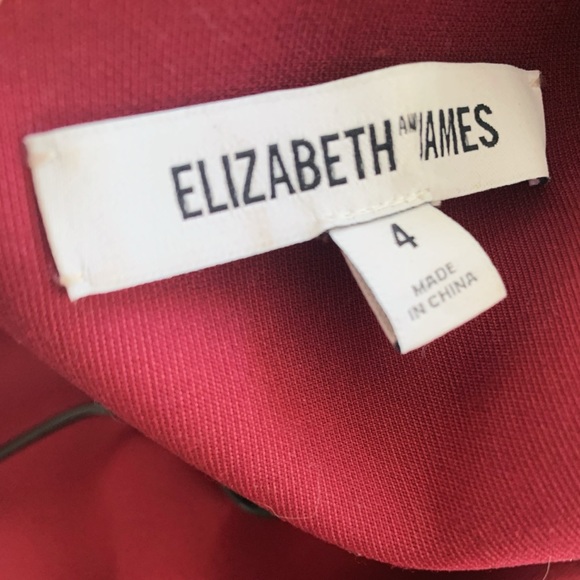 ELIZABETH AND JAMES
4
MADE
IN CHINA